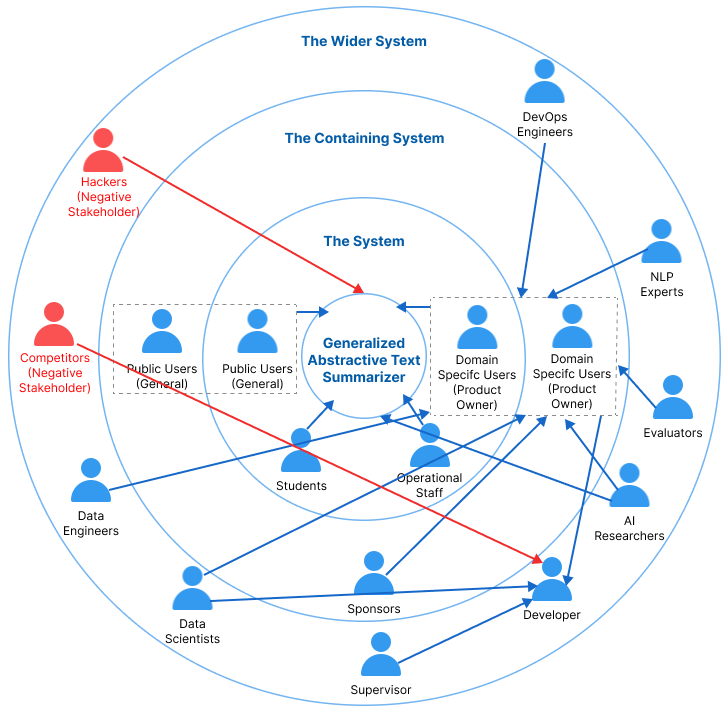 The Wider System
DevOps
Engineers
The Containing System
Hackers
(Negative
Stakeholder)
The System
NLP
Experts
Competitors
(Negative
Stakeholder)
Public Users
(General)
Public Users
(General)
Generalized
Abstractive Text
Summarizer
Domain
Specifc Users
(Product
Owner)
Domain
Specifc Users
(Product
Owner)
Evaluators
Students
Operational
Staff
Data
Engineers
AI
Researchers
Data
Scientists
Sponsors
Developer
Supervisor